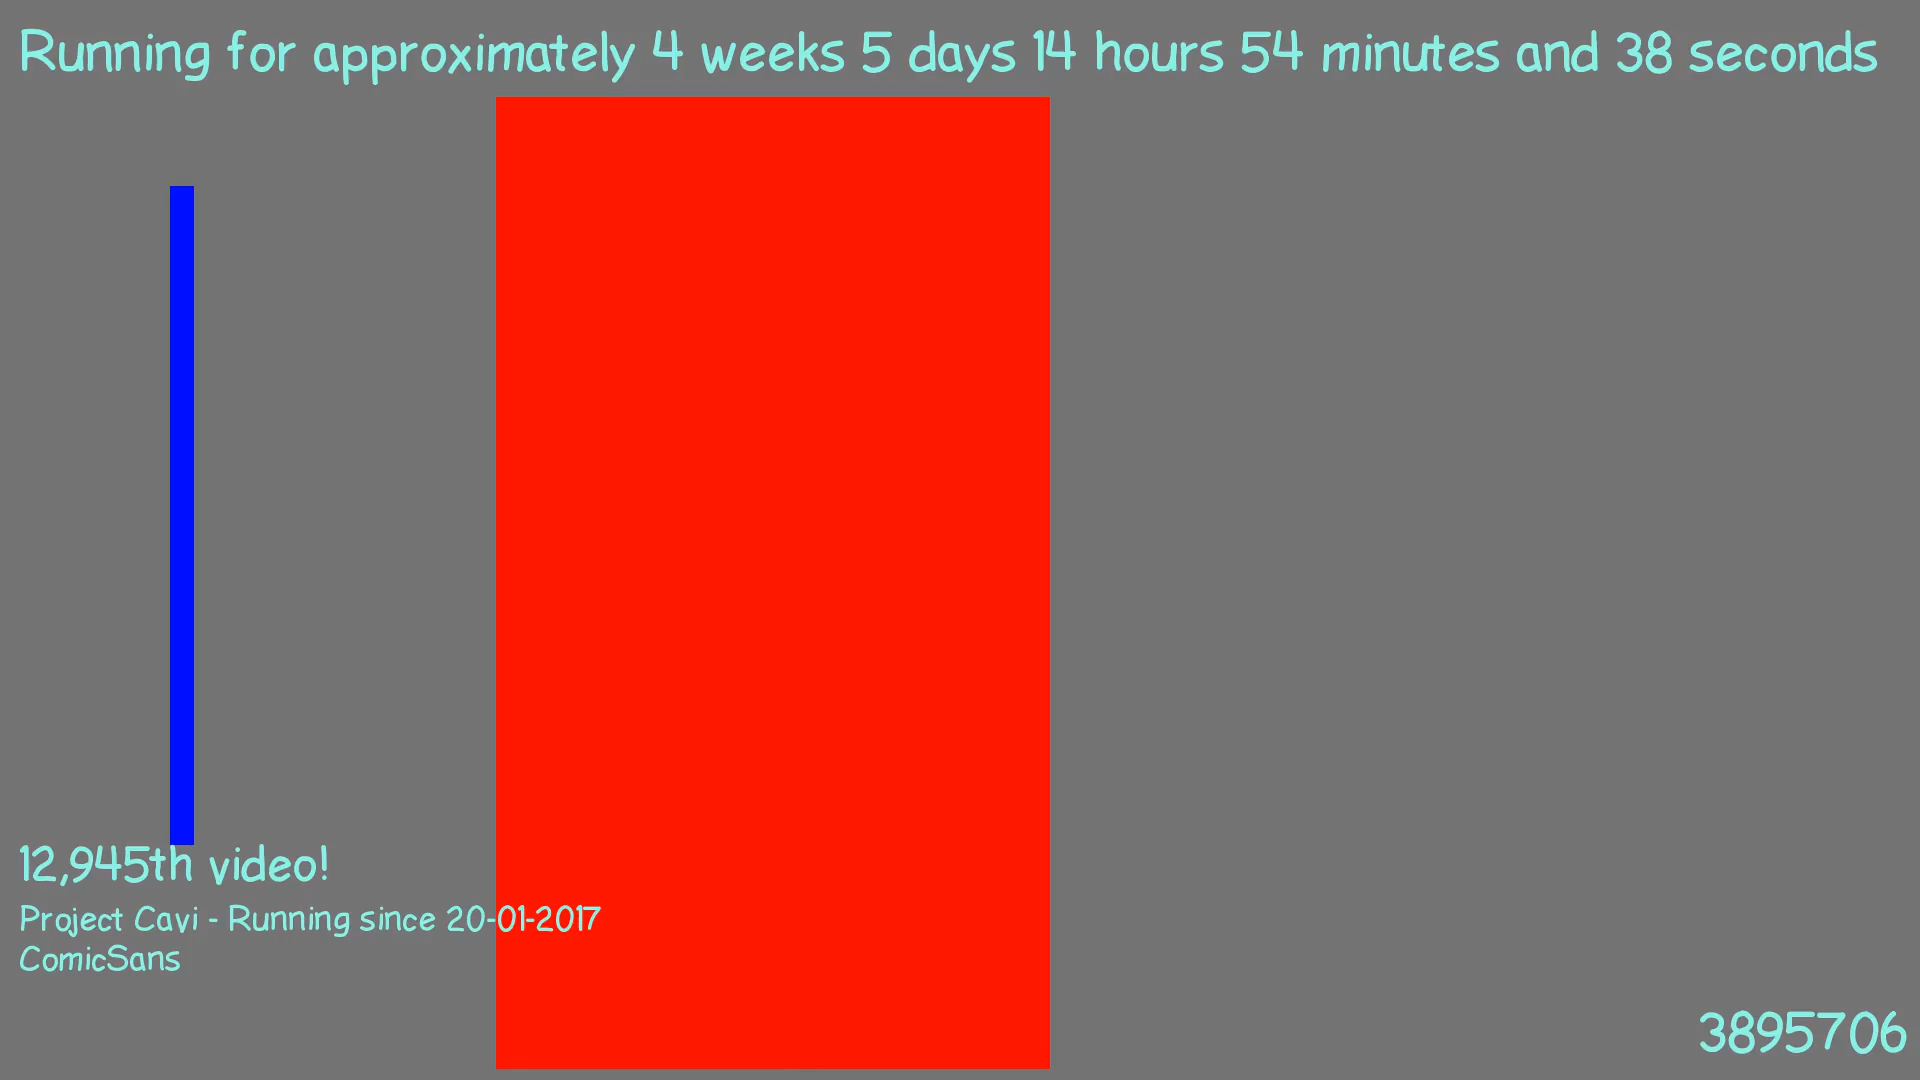 Running for approximately 4 weeks 5 days 14 hours 54 minutes and 38 seconds
12,945th video!
Project Cavi - Running since 20-01-2017
ComicSans
3895706